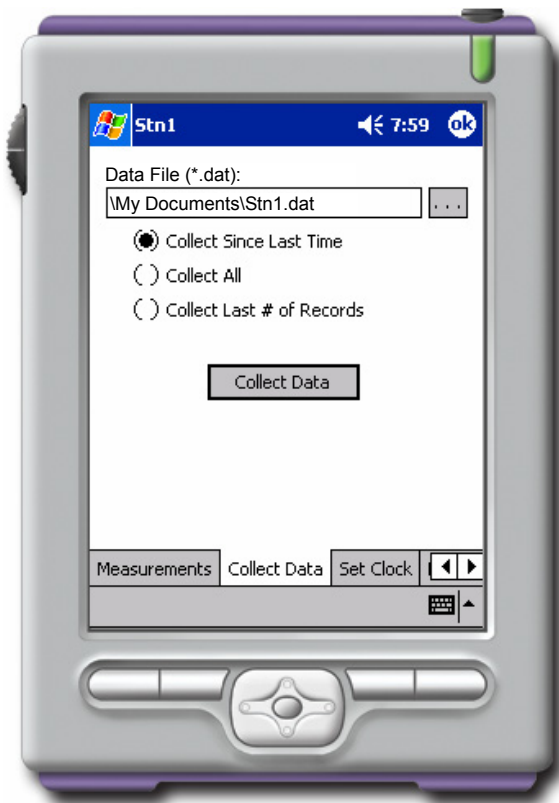 Stn1 7:59 ok
Data File (*.dat):
\My Documents\Stn1.dat ...
Collect Since Last Time
Collect All
Collect Last # of Records
Collect Data
Measurements Collect Data Set Clock